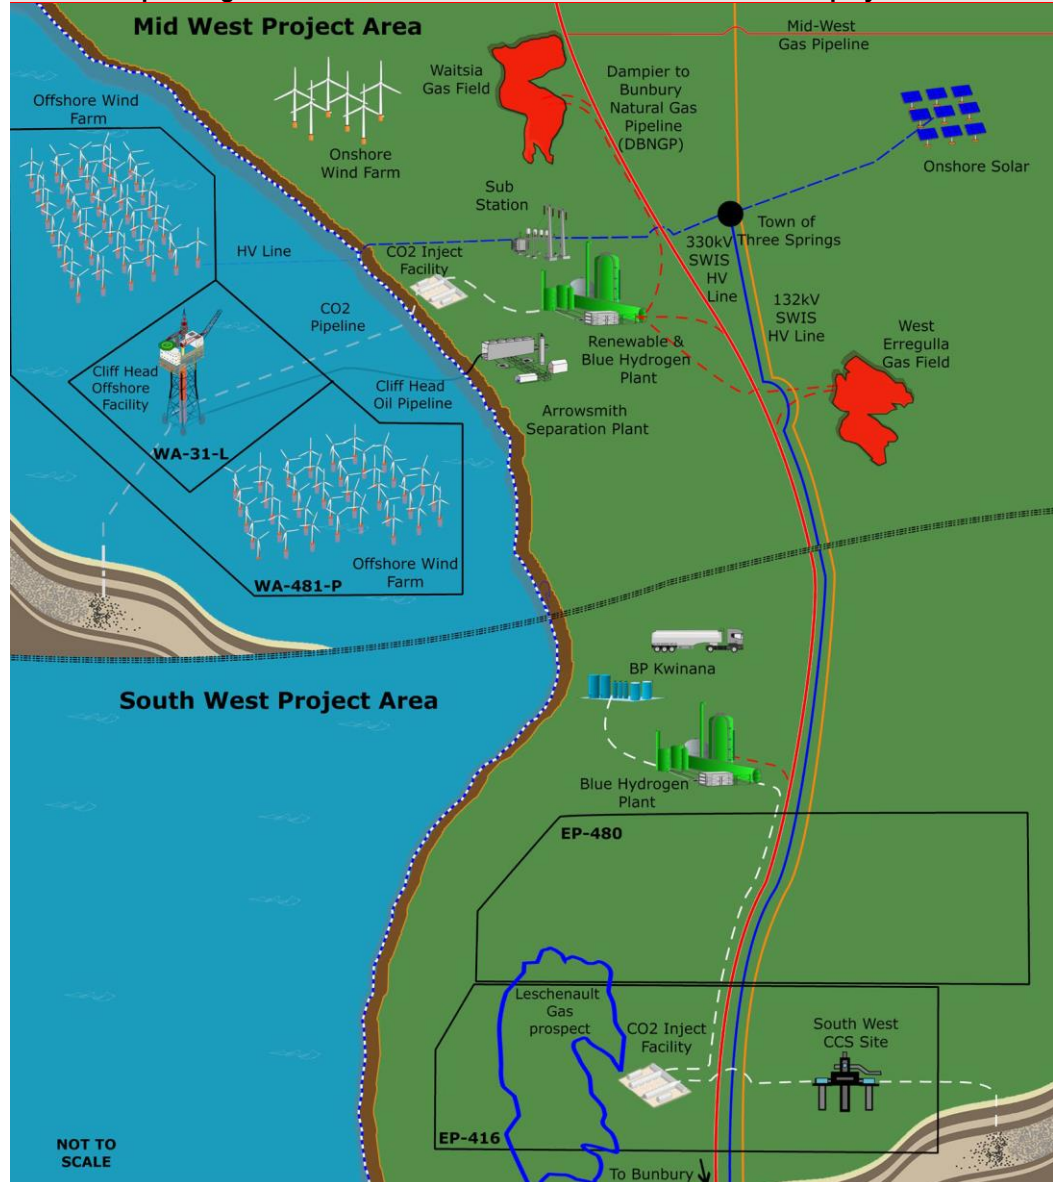 Mid West Project Area
Mid-West
Gas Pipeline
Waitsia
Gas Field
Dampier to
Bunbury
Natural Gas
Pipeline
(DBNGP)
Offshore Wind
Farm
Onshore
Wind Farm
Onshore Solar
Sub
Station
Town of
Three Springs
HV Line
CO2 Inject
Facility
330kV
SWIS
HV
Line
132kV
SWIS
HV Line
CO2
Pipeline
Renewable &
Blue Hydrogen
Plant
West
Erregulla
Gas Field
Cliff Head
Offshore
Facility
Cliff Head
Oil Pipeline
Arrowsmith
Separation Plant
WA-31-L
Offshore Wind
Farm
WA-481-P
South West Project Area
BP Kwinana
Blue Hydrogen
Plant
EP-480
Leschenault
Gas
prospect
CO2 Inject
Facility
South West
CCS Site
EP-416
NOT TO
SCALE
To Bunbury